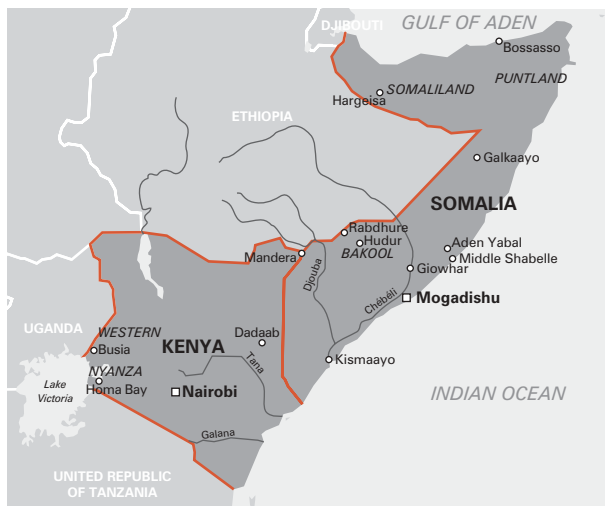 DJIBOUTI
GULF OF ADEN
Bossasso
PUNTLAND
SOMALILAND
Hargeisa
ETHIOPIA
Galkaayo
SOMALIA
Rabdhure
Hudur
BAKOOL
Aden Yabal
Middle Shabelle
Mandera
Giowhar
Djouba
Chébéli
Mogadishu
UGANDA
WESTERN
Busia
KENYA
Dadaab
Tana
Kismaayo
NYANZA
Homa Bay
Lake
Victoria
Nairobi
INDIAN OCEAN
Galana
UNITED REPUBLIC
OF TANZANIA